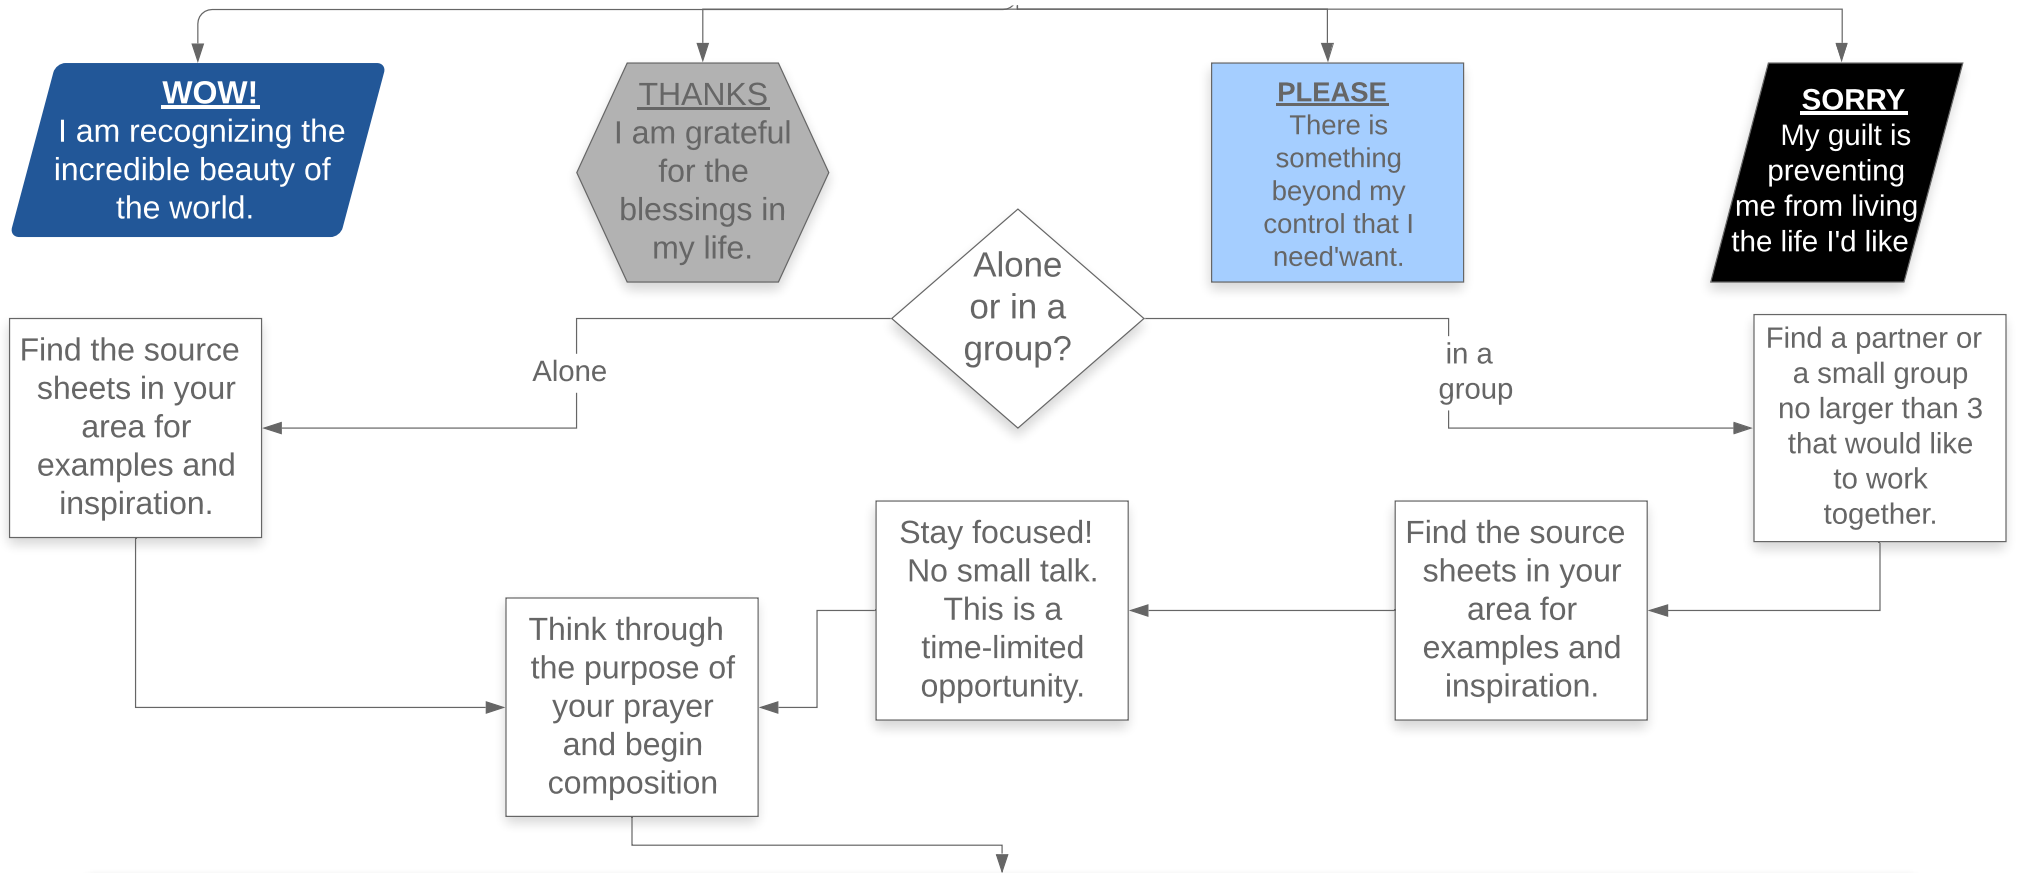 WOW!
I am recognizing the
incredible beauty of
the world.
THANKS
I am grateful
for the
blessings in
my life.
PLEASE
There is
something
beyond my
control that I
need'want.
SORRY
My guilt is
preventing
me from living
the life I'd like
Alone
or in a
group?
Alone
in a
group
Find the source
sheets in your
area for
examples and
inspiration.
Find a partner or
a small group
no larger than 3
that would like
to work
together.
Stay focused!
No small talk.
This is a
time-limited
opportunity.
Find the source
sheets in your
area for
examples and
inspiration.
Think through
the purpose of
your prayer
and begin
composition